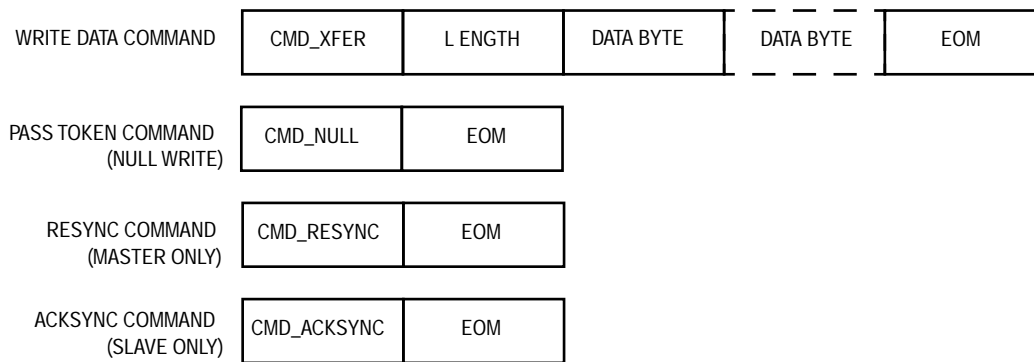 WRITE DATA COMMAND CMD_XFER L ENGTH DATA BYTE DATA BYTE EOM
PASS TOKEN COMMAND CMD_NULL EOM
(NULL WRITE)
RESYNC COMMAND CMD_RESYNC EOM
(MASTER ONLY)
ACKSYNC COMMAND CMD_ACKSYNC EOM
(SLAVE ONLY)